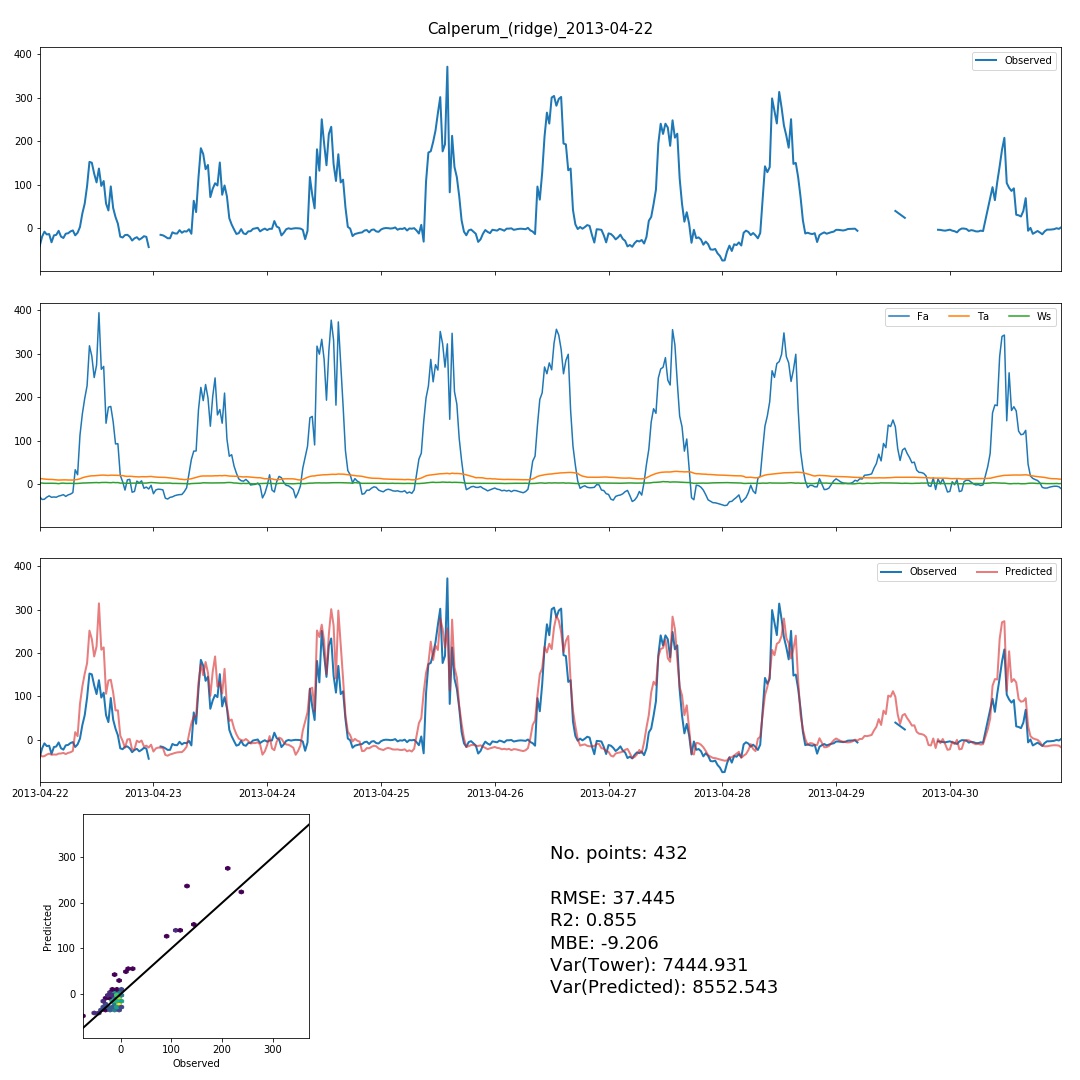 Calperum_(ridge)_2013-04-22
400
300
200
100
0
Observed
400
300
200
100
0
Fa Ta Ws
400
300
200
100
0
Observed Predicted
2013-04-22 2013-04-23 2013-04-24 2013-04-25 2013-04-26 2013-04-27 2013-04-28 2013-04-29 2013-04-30
Predicted
300
200
100
0
0 100 200 300
Observed
No. points: 432
RMSE: 37.445
R2: 0.855
MBE: -9.206
Var(Tower): 7444.931
Var(Predicted): 8552.543